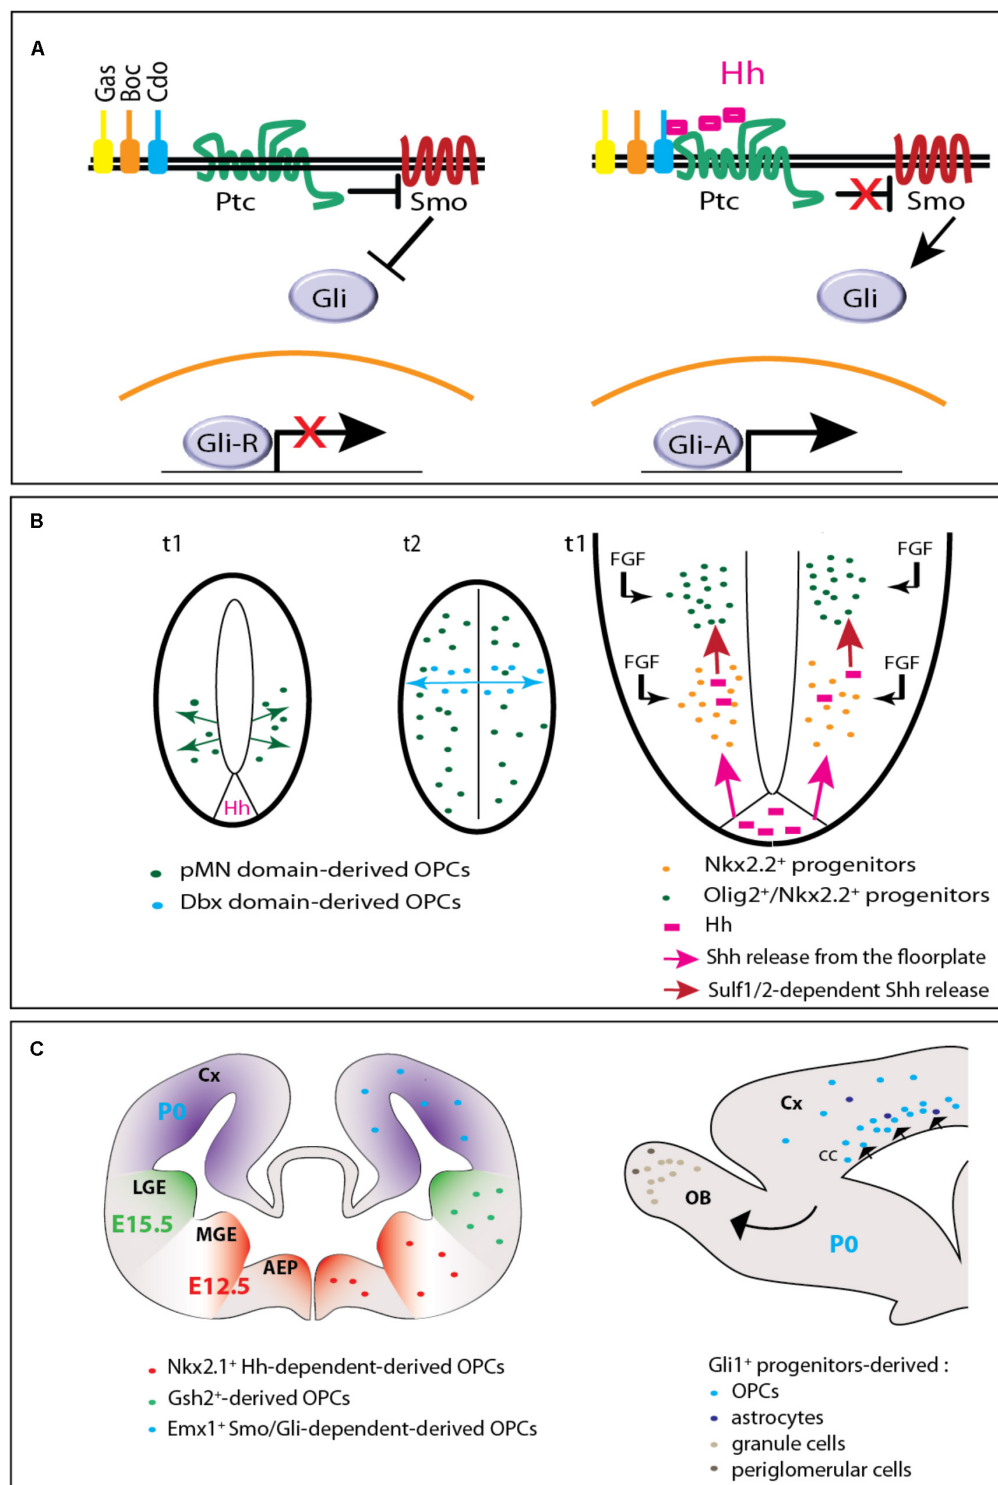 A
Gas
Boc
Cdo
Ptc
Smo
Gli
Gli-R
X
Hh
Ptc
X
Smo
Gli
Gli-A
B
t1
t2
t1
Hh
FGF
FGF
FGF
FGF
pMN domain-derived OPCs
Dbx domain-derived OPCs
Nkx2.2+ progenitors
Olig2+/Nkx2.2+ progenitors
Hh
Shh release from the floorplate
Sulf1/2-dependent Shh release
C
Cx
P0
LGE
E15.5
MGE
E12.5
AEP
Nkx2.1+ Hh-dependent-derived OPCs
Gsh2+-derived OPCs
Emx1+ Smo/Gli-dependent-derived OPCs
Cx
cc
OB
P0
Gli1+ progenitors-derived :
OPCs
astrocytes
granule cells
periglomerular cells